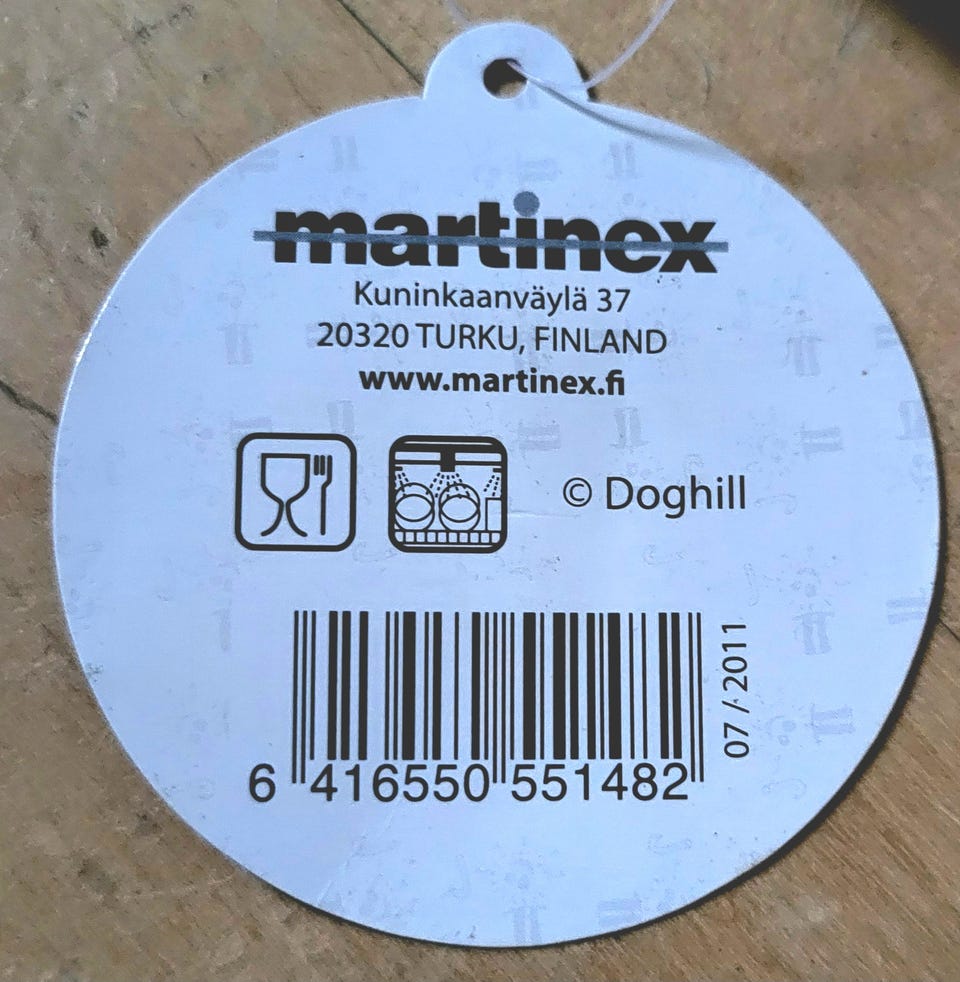 martinex
Kuninkaanväylä 37
20320 TURKU, FINLAND
www.martinex.fi
© Doghill
07 / 2011
6 416550 551482